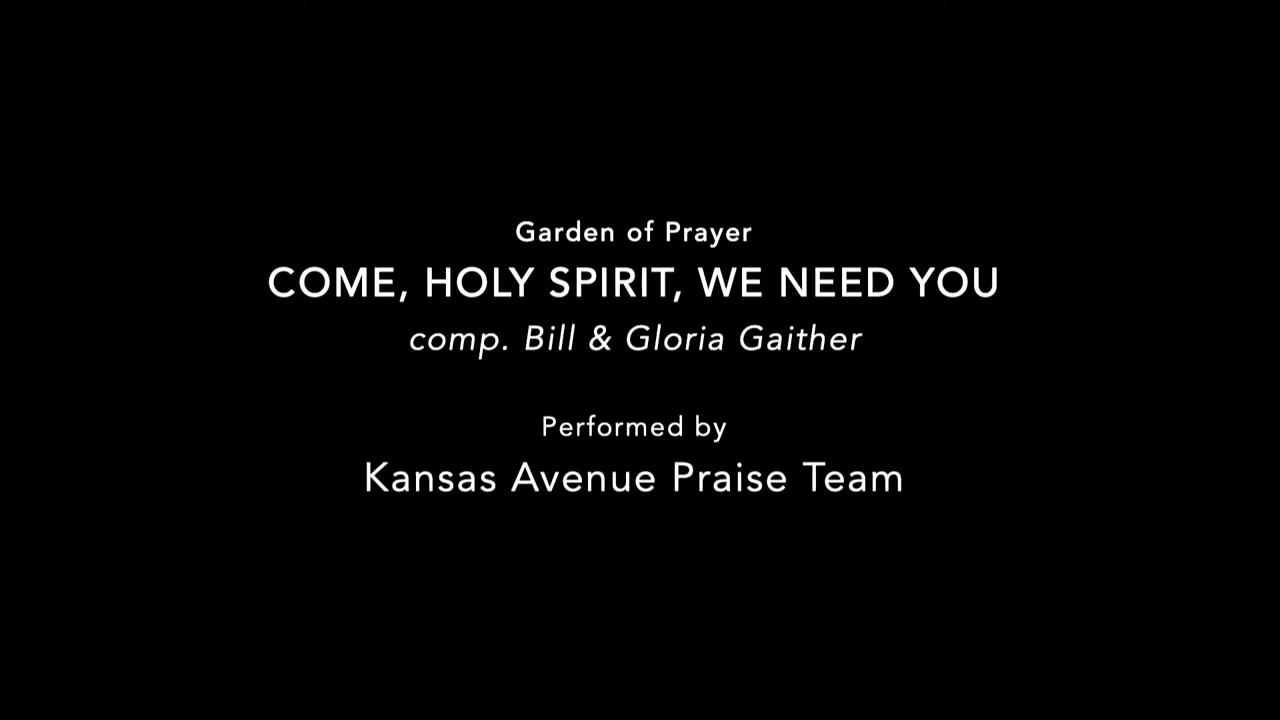 Garden of Prayer
COME, HOLY SPIRIT, WE NEED YOU
comp. Bill & Gloria Gaither
Performed by
Kansas Avenue Praise Team